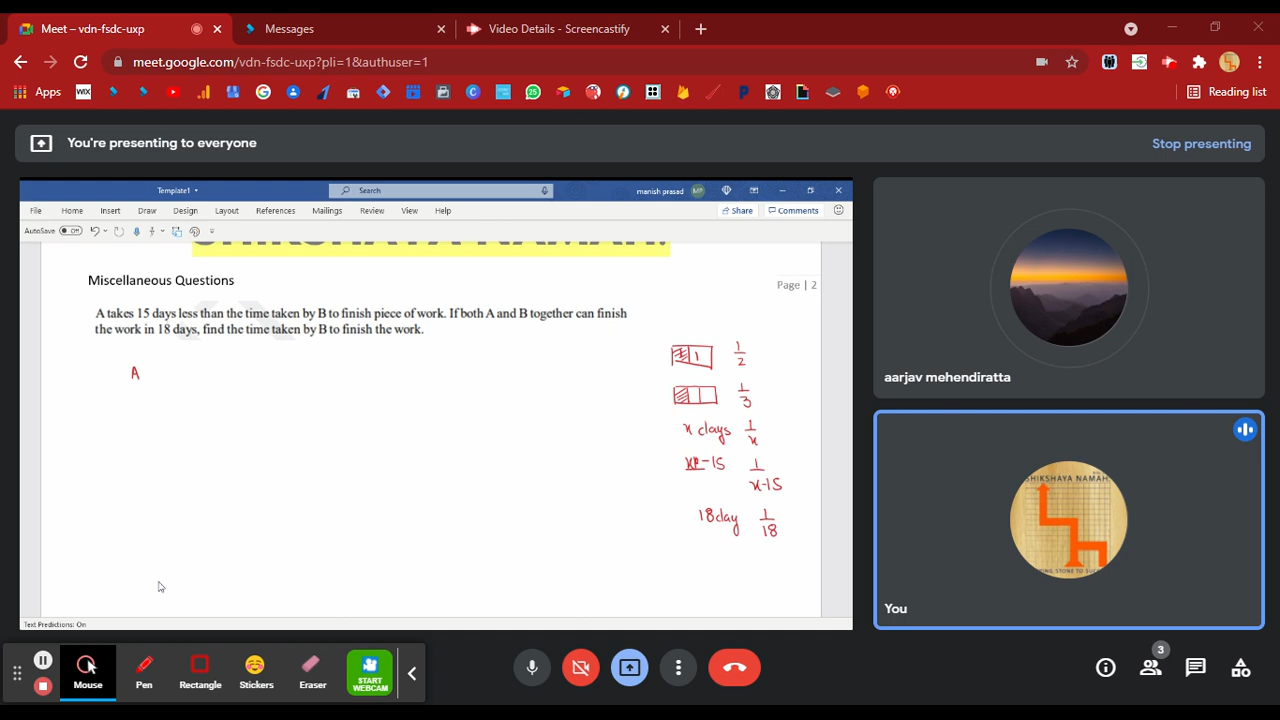 Meet – vdn-fsdc-uxp
Messages
Video Details - Screencastify
meet.google.com/vdn-fsdc-uxp?pli=1&authuser=1
Apps
WIX
Reading list
You're presenting to everyone
Stop presenting
Template1
Search
manish prasad
MP
File Home Insert Draw Design Layout References Mailings Review View Help
Share
Comments
AutoSave Off
Miscellaneous Questions
Page | 2
A takes 15 days less than the time taken by B to finish piece of work. If both A and B together can finish
the work in 18 days, find the time taken by B to finish the work.
A
1 1/2
1/3
x days 1/x
x-15 1/x-15
18day 1/18
Text Predictions: On
aarjav mehendiratta
SHIKSHAYA NAMAH
You
Mouse
Pen
Rectangle
Stickers
Eraser
START
WEBCAM
3